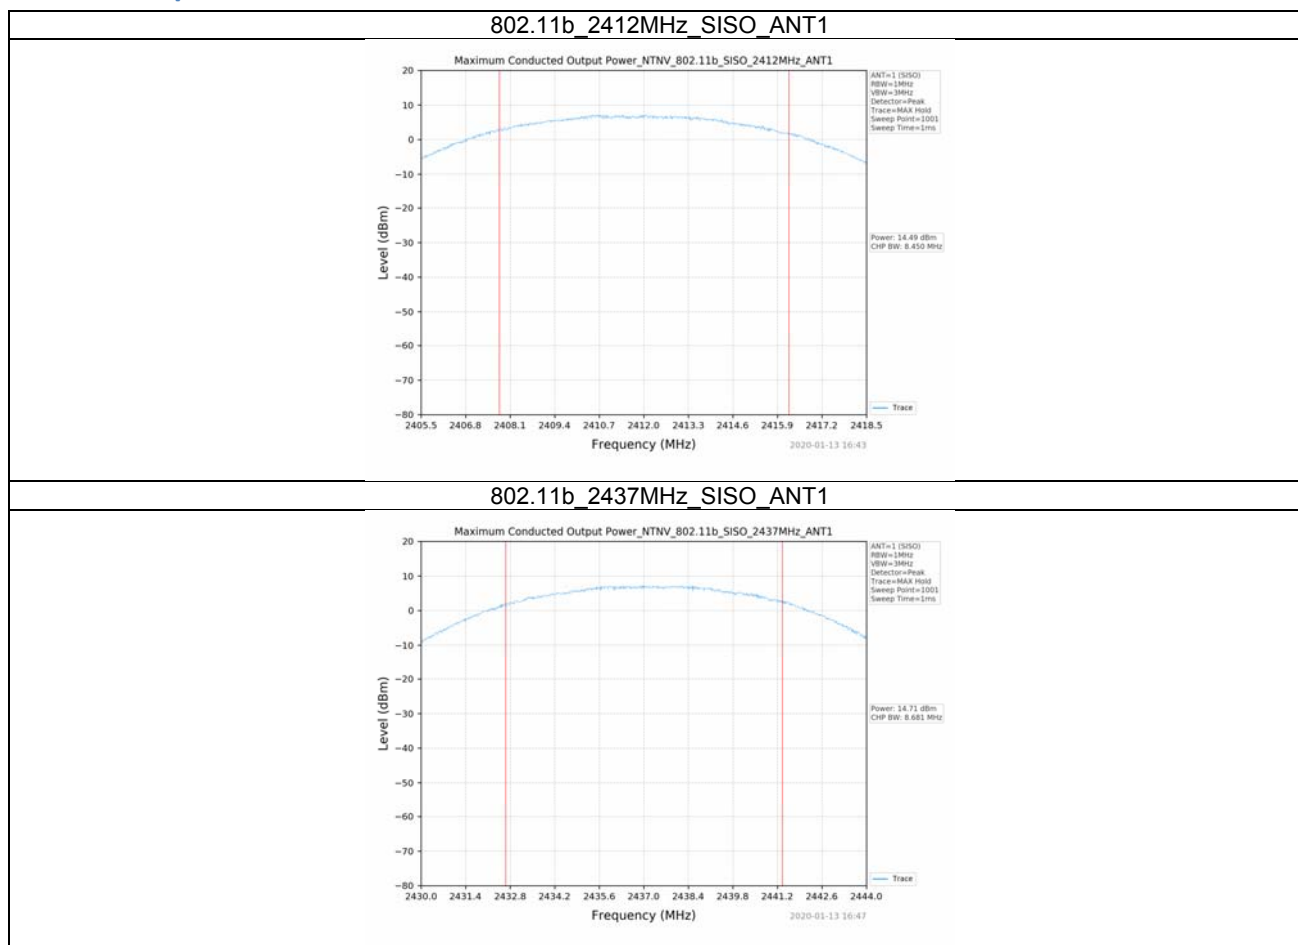 802.11b_2412MHz_SISO_ANT1
Maximum Conducted Output Power_NTNV_802.11b_SISO_2412MHz_ANT1
ANT=1 (SISO)
RBW=1MHz
VBW=3MHz
Detector=Peak
Trace=MAX Hold
Sweep Point=1001
Sweep Time=1ms
20
10
0
−10
−20
−30
−40
−50
−60
−70
−80
Level (dBm)
Power: 14.49 dBm
CHP BW: 8.450 MHz
Trace
2405.5 2406.8 2408.1 2409.4 2410.7 2412.0 2413.3 2414.6 2415.9 2417.2 2418.5
Frequency (MHz)
2020-01-13 16:43
802.11b_2437MHz_SISO_ANT1
Maximum Conducted Output Power_NTNV_802.11b_SISO_2437MHz_ANT1
ANT=1 (SISO)
RBW=1MHz
VBW=3MHz
Detector=Peak
Trace=MAX Hold
Sweep Point=1001
Sweep Time=1ms
20
10
0
−10
−20
−30
−40
−50
−60
−70
−80
Level (dBm)
Power: 14.71 dBm
CHP BW: 8.681 MHz
Trace
2430.0 2431.4 2432.8 2434.2 2435.6 2437.0 2438.4 2439.8 2441.2 2442.6 2444.0
Frequency (MHz)
2020-01-13 16:47